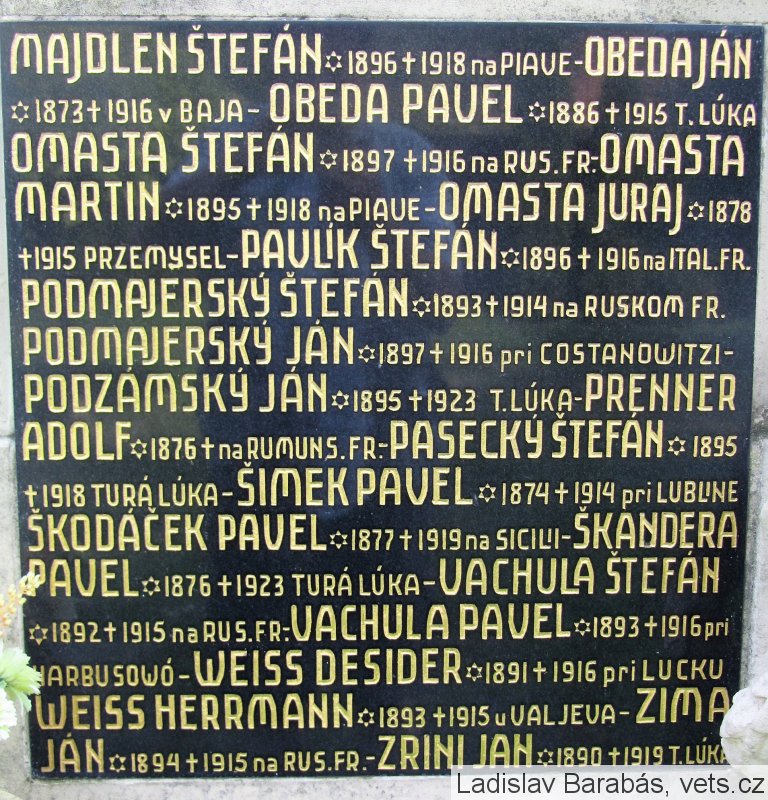 MAJDLEN ŠTEFÁN✡1896✝1918 na PIAVE-OBEDA JÁN
✡1873✝1916 v BAJA- OBEDA PAVEL✡1886✝1915 T. LÚKA
OMASTA ŠTEFÁN✡1897✝1916 na RUS. FR.-OMASTA
MARTIN✡1895✝1918 na PIAVE-OMASTA JURAJ✡1878
✝1915 PRZEMYSEL-PAVLÍK ŠTEFÁN✡1896✝1916 na ITAL. FR.
PODMAJERSKÝ ŠTEFÁN✡1893✝1914 na RUSKOM FR.
PODMAJERSKÝ JÁN✡1897✝1916 pri COSTANOWITZI-
PODZÁMSKÝ JÁN✡1895✝1923 T. LÚKA-PRENNER
ADOLF✡1876✝na RUMUNS. FR.-PASECKÝ ŠTEFÁN✡1895
✝1918 TURÁ LÚKA-ŠIMEK PAVEL✡1874✝1914 pri LUBLINE
ŠKODÁČEK PAVEL✡1877✝1919 na SICILII-ŠKANDERA
PAVEL✡1876✝1923 TURÁ LÚKA-VACHULA ŠTEFÁN
✡1892✝1915 na RUS. FR.-VACHULA PAVEL✡1893✝1916 pri
HARBUSOWÓ-WEISS DESIDER✡1891✝1916 pri LUCKU
WEISS HERRMANN✡1893✝1915 u VALJEVA-ZIMA
JÁN✡1894✝1915 na RUS. FR.-ZRINI JAN✡1890✝1919 T. LÚKA
Ladislav Barabás, vets.cz